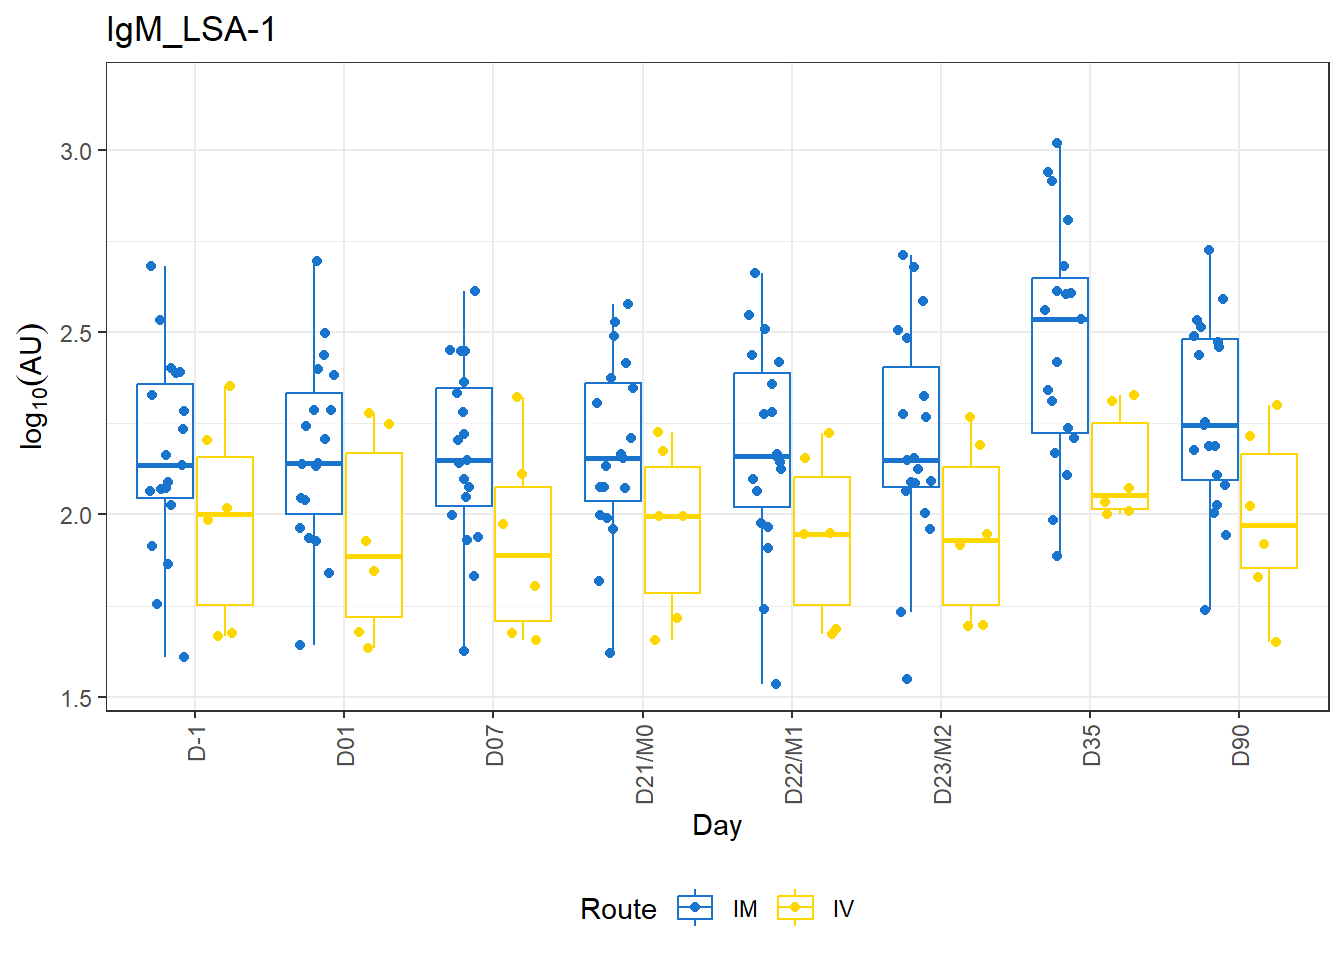 IgM_LSA-1
log10(AU)
3.0
2.5
2.0
1.5
D-1
D01
D07
D21/M0
D22/M1
D23/M2
D35
D90
Day
Route IM IV